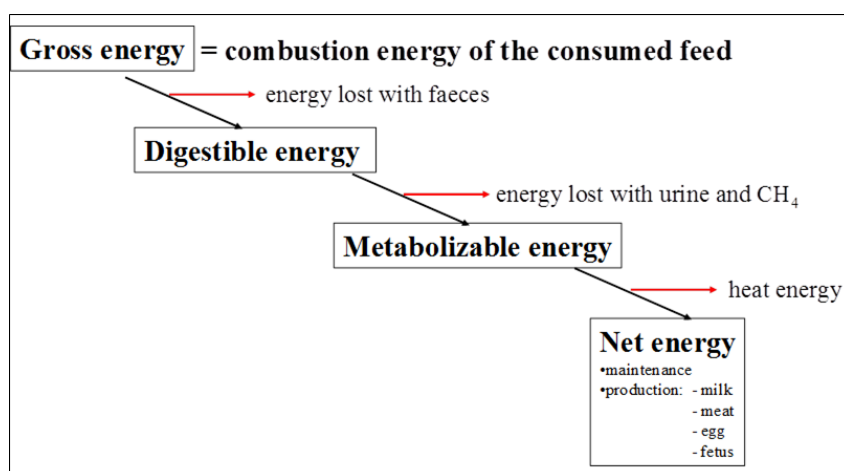 Gross energy = combustion energy of the consumed feed
energy lost with faeces
Digestible energy
energy lost with urine and CH₄
Metabolizable energy
heat energy
Net energy
•maintenance
•production: - milk
- meat
- egg
- fetus